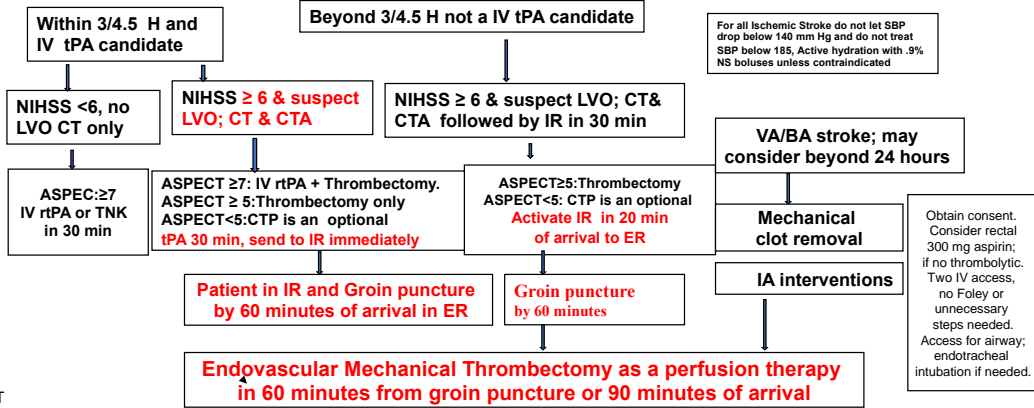 Within 3/4.5 H and
IV tPA candidate
Beyond 3/4.5 H not a IV tPA candidate
For all Ischemic Stroke do not let SBP
drop below 140 mm Hg and do not treat
SBP below 185, Active hydration with .9%
NS boluses unless contraindicated
NIHSS <6, no
LVO CT only
NIHSS ≥ 6 & suspect
LVO; CT & CTA
NIHSS ≥ 6 & suspect LVO; CT&
CTA followed by IR in 30 min
VA/BA stroke; may
consider beyond 24 hours
ASPEC:≥7
IV rtPA or TNK
in 30 min
ASPECT ≥7: IV rtPA + Thrombectomy.
ASPECT ≥ 5:Thrombectomy only
ASPECT<5:CTP is an optional
tPA 30 min, send to IR immediately
ASPECT≥5:Thrombectomy
ASPECT<5: CTP is an optional
Activate IR in 20 min
of arrival to ER
Mechanical
clot removal
IA interventions
Obtain consent.
Consider rectal
300 mg aspirin;
if no thrombolytic.
Two IV access,
no Foley or
unnecessary
steps needed.
Access for airway;
endotracheal
intubation if needed.
Patient in IR and Groin puncture
by 60 minutes of arrival in ER
Groin puncture
by 60 minutes
Endovascular Mechanical Thrombectomy as a perfusion therapy
in 60 minutes from groin puncture or 90 minutes of arrival
T